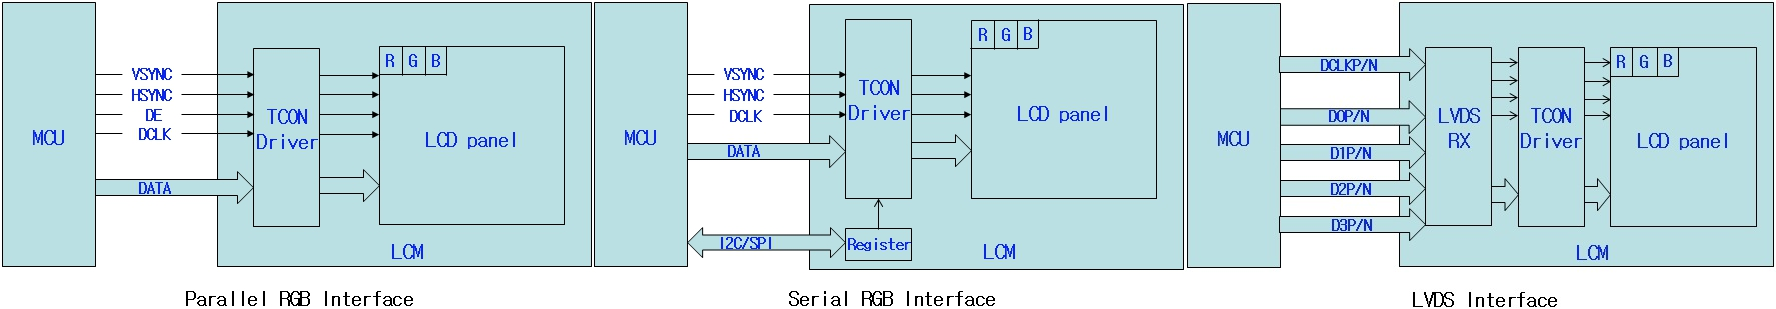 MCU
VSYNC
HSYNC
DE
DCLK
DATA
TCON
Driver
R G B
LCD panel
LCM
Parallel RGB Interface
MCU
VSYNC
HSYNC
DCLK
DATA
I2C/SPI
TCON
Driver
Register
R G B
LCD panel
LCM
Serial RGB Interface
MCU
DCLKP/N
D0P/N
D1P/N
D2P/N
D3P/N
LVDS
RX
TCON
Driver
R G B
LCD panel
LCM
LVDS Interface